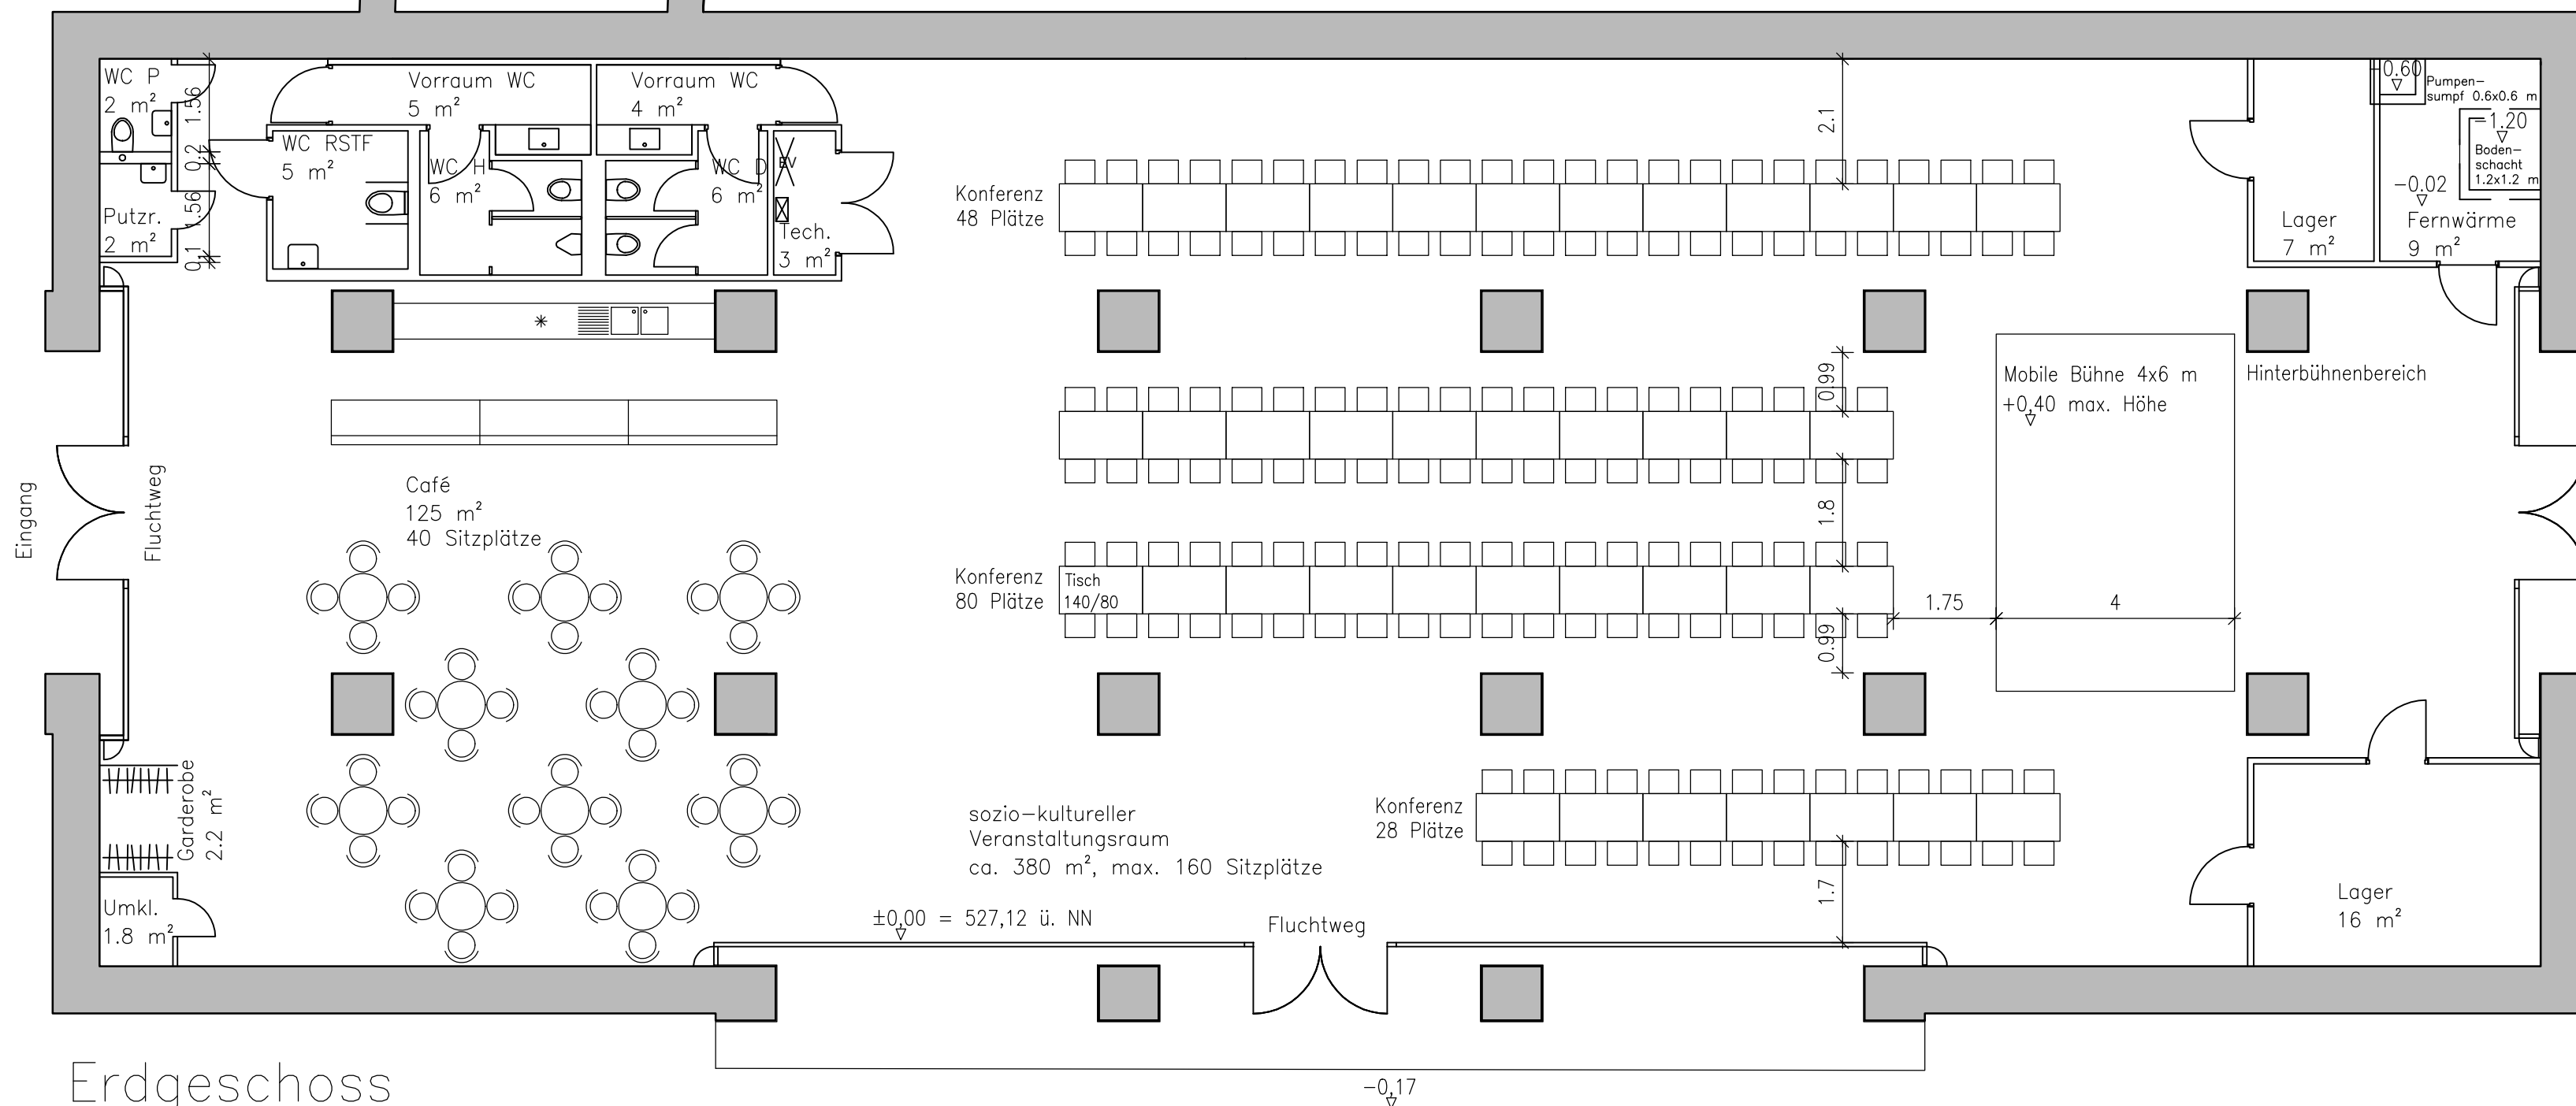 WC P
2 m²
1.56
0.2
1.56
0.1
Putzr.
2 m²
WC RSTF
5 m²
Vorraum WC
5 m²
Vorraum WC
4 m²
WC H
6 m²
WC D
6 m²
EV
Tech.
3 m²
Konferenz
48 Plätze
2.1
Lager
7 m²
0.60
Pumpen-
sumpf 0.6x0.6 m
-1.20
Boden-
schacht
1.2x1.2 m
-0.02
Fernwärme
9 m²
Mobile Bühne 4x6 m
+0,40 max. Höhe
Hinterbühnenbereich
0.99
1.8
0.99
1.75
4
Eingang
Fluchtweg
Café
125 m²
40 Sitzplätze
Konferenz
80 Plätze
Tisch
140/80
Garderobe
2.2 m²
Umkl.
1.8 m²
sozio-kultureller
Veranstaltungsraum
ca. 380 m², max. 160 Sitzplätze
Konferenz
28 Plätze
1.7
±0,00 = 527,12 ü. NN
Fluchtweg
Lager
16 m²
Erdgeschoss
-0,17